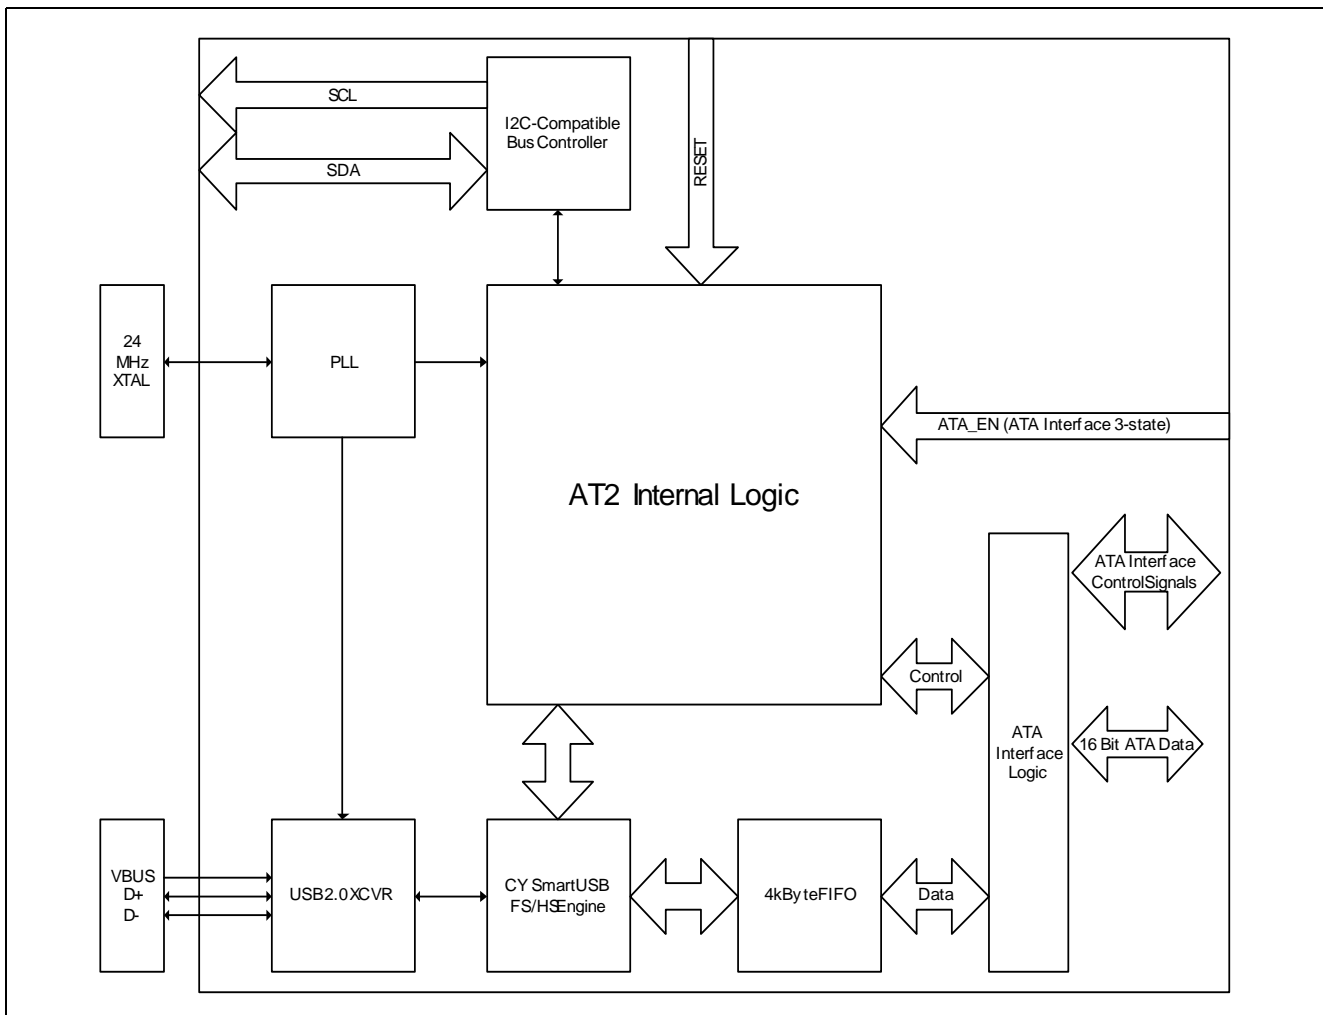 SCL
I2C-Compatible
Bus Controller
SDA
RESET
24
MHz
XTAL
PLL
ATA_EN (ATA Interface 3-state)
AT2 Internal Logic
ATA Interface
ControlSignals
Control
ATA
Interface
Logic
16 Bit ATA Data
VBUS
D+
D-
USB2.0XCVR
CY SmartUSB
FS/HSEngine
4kByteFIFO
Data